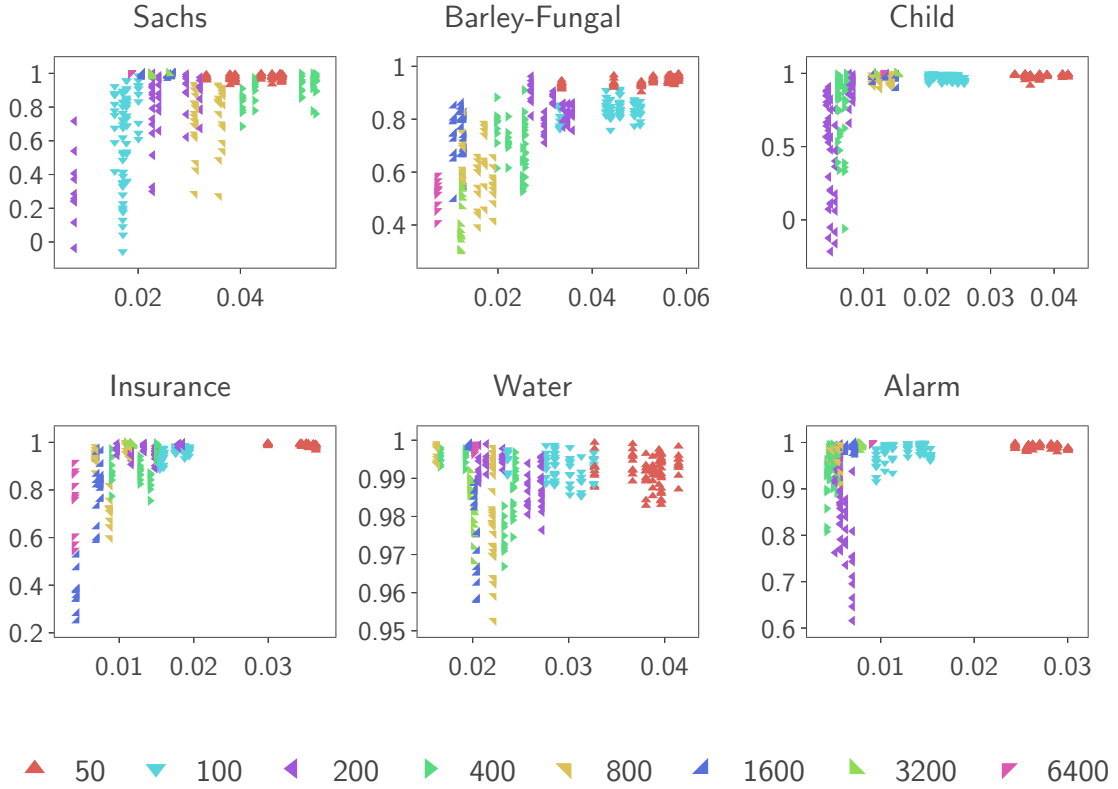 Sachs Barley-Fungal Child
1 1 1
0.8 0.8 0.5
0.6 0.6 0
0.4 0.4
0.2
0
0.02 0.04 0.02 0.04 0.06 0.01 0.02 0.03 0.04
Insurance Water Alarm
1 1 1
0.8 0.99 0.9
0.6 0.98 0.8
0.4 0.97 0.7
0.2 0.96 0.6
0.95
0.01 0.02 0.03 0.02 0.03 0.04 0.01 0.02 0.03
50 100 200 400 800 1600 3200 6400